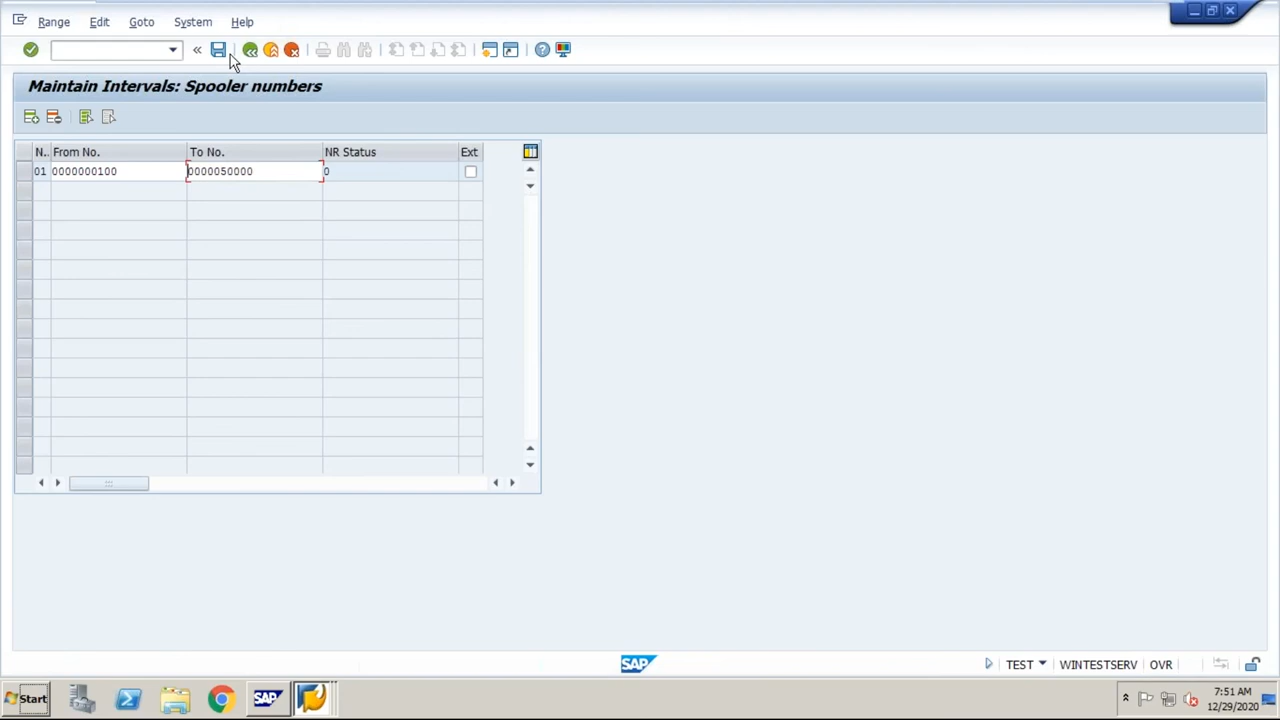 Range Edit Goto System Help
Maintain Intervals: Spooler numbers
N.. From No. To No. NR Status Ext
01 0000000100 0000050000 0
SAP
TEST WINTESTSERV OVR
Start SAP 7:51 AM
12/29/2020